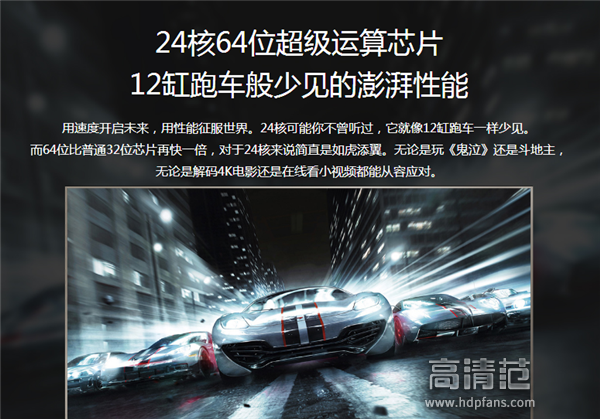 24核64位超级运算芯片
12缸跑车般少见的澎湃性能
用速度开启未来，用性能征服世界。24核可能你不曾听过，它就像12缸跑车一样少见。
而64位比普通32位芯片再快一倍，对于24核来说简直是如虎添翼。无论是玩《鬼泣》还是斗地主，
无论是解码4K电影还是在线看小视频都能从容应对。
高清范
www.hdpfans.com